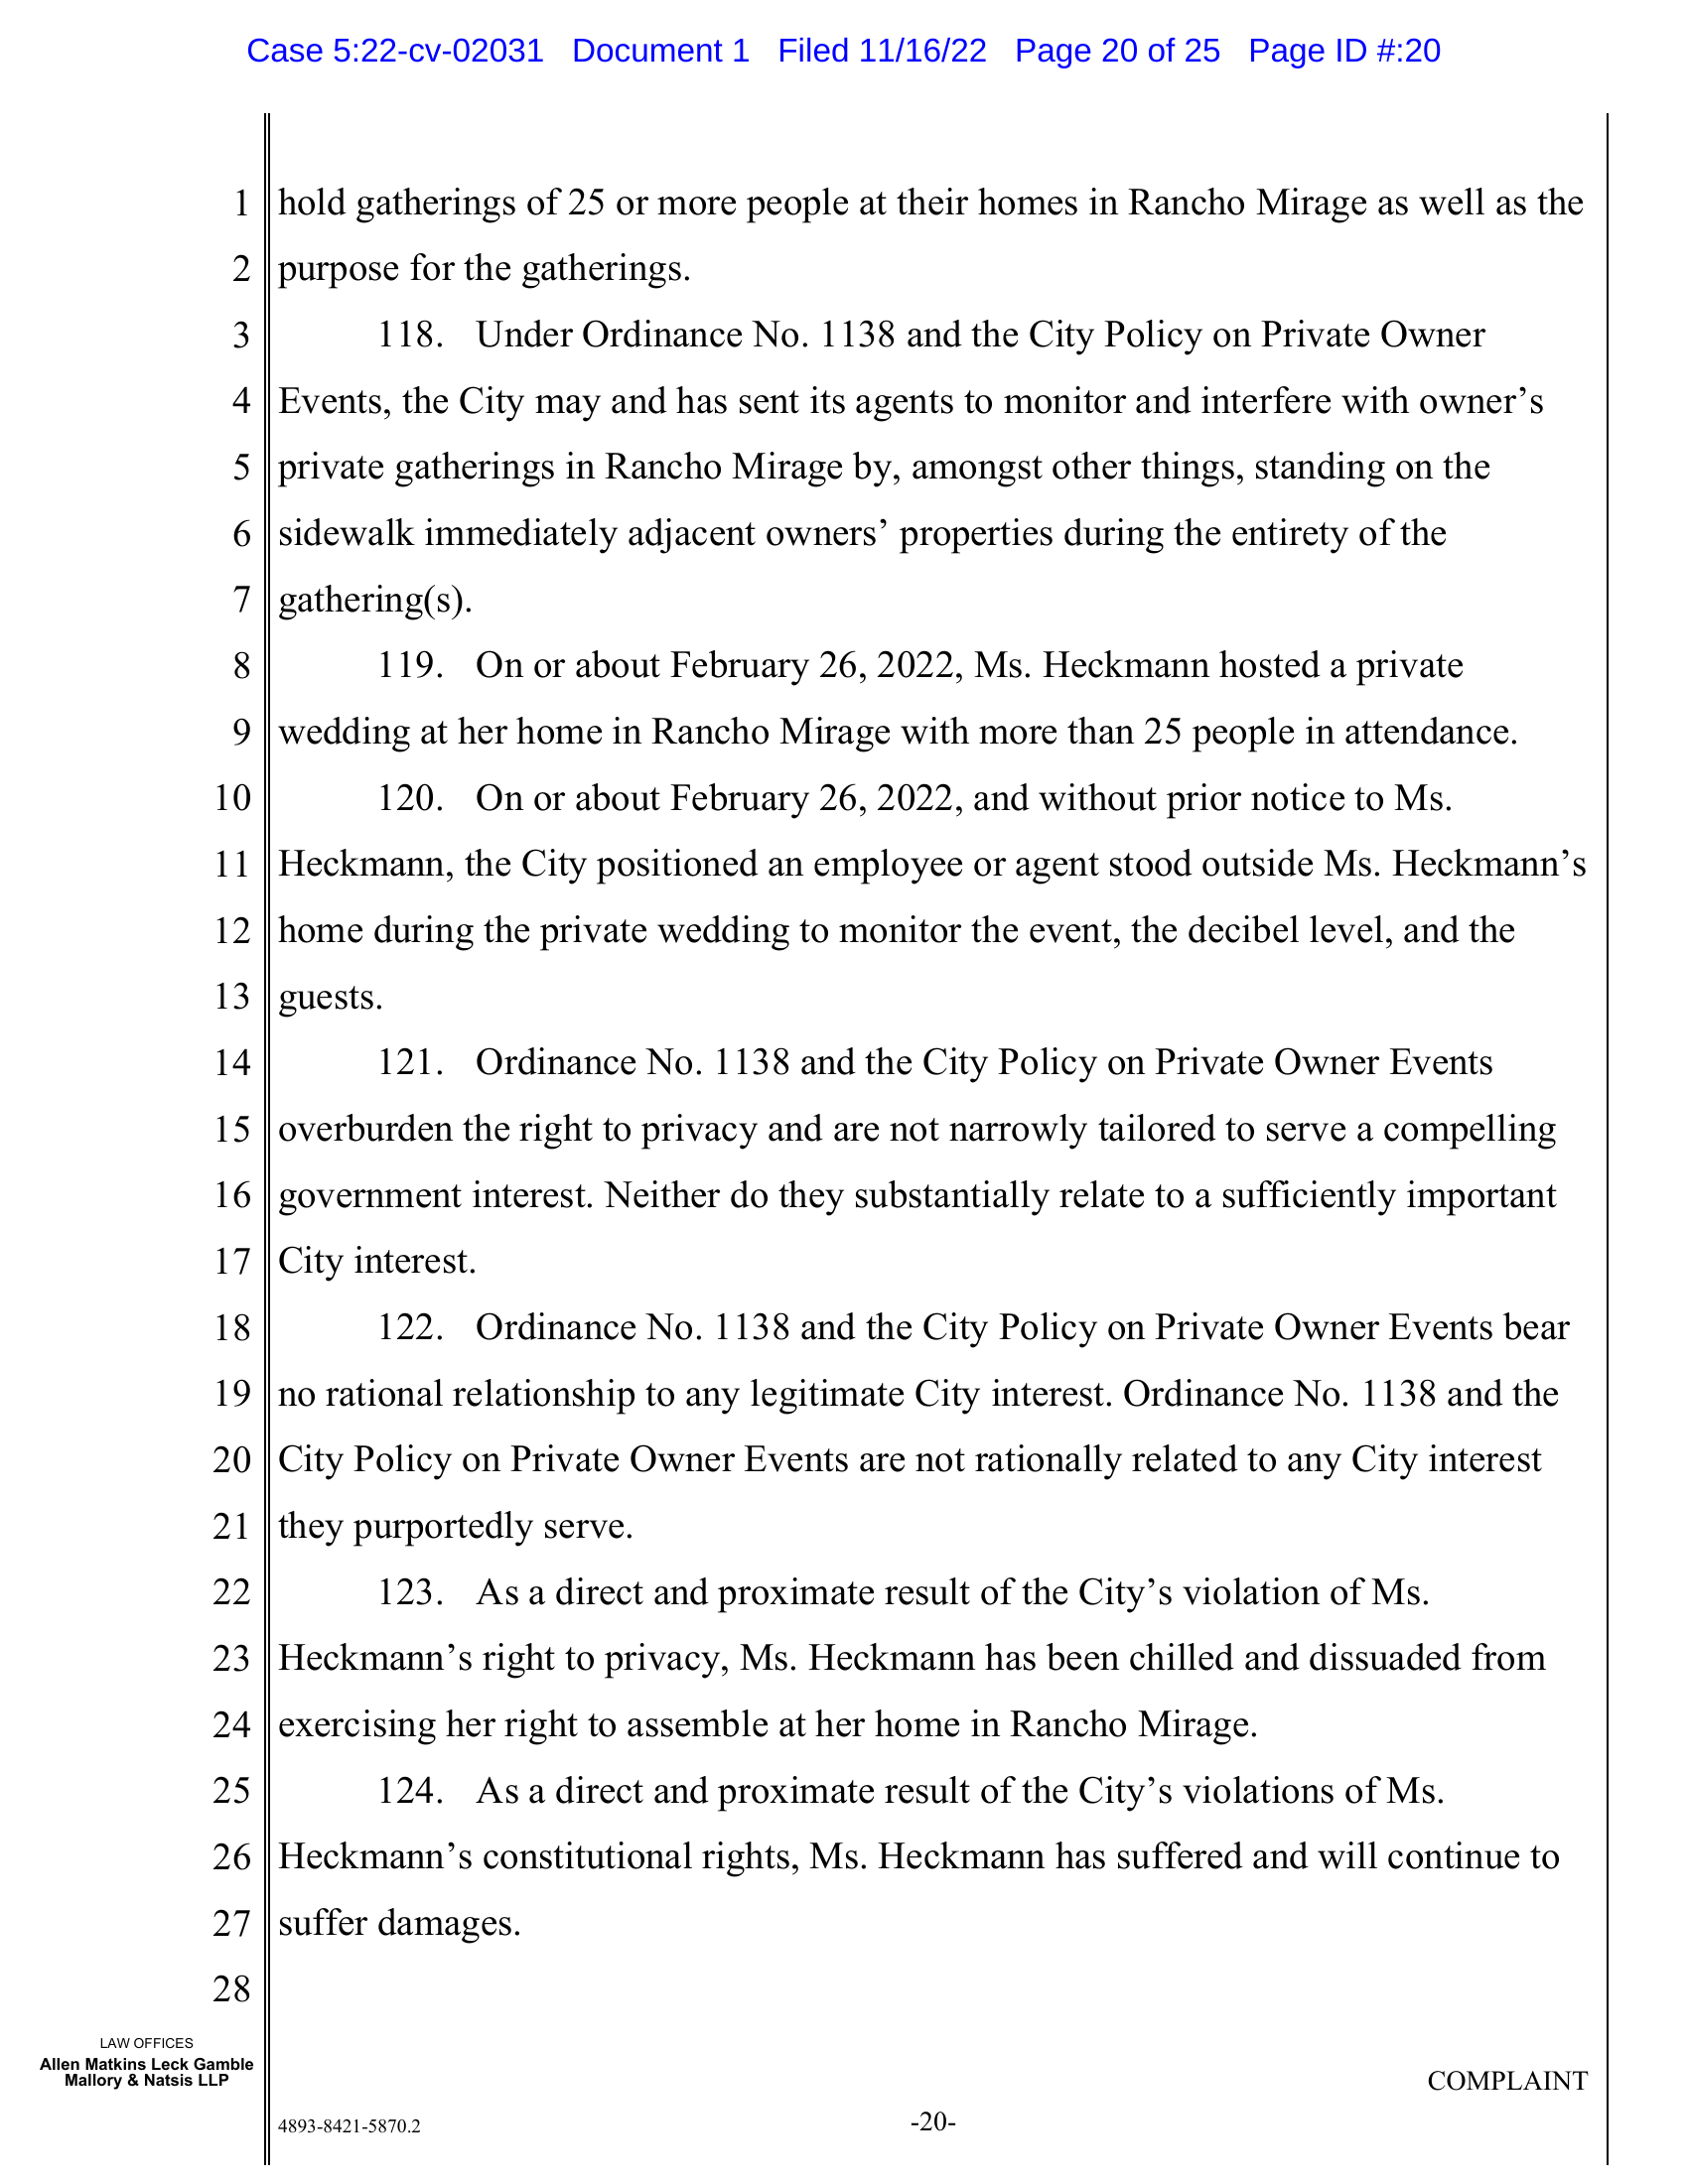 Case 5:22-cv-02031 Document 1 Filed 11/16/22 Page 20 of 25 Page ID #:20
1 hold gatherings of 25 or more people at their homes in Rancho Mirage as well as the
2 purpose for the gatherings.
3 118. Under Ordinance No. 1138 and the City Policy on Private Owner
4 Events, the City may and has sent its agents to monitor and interfere with owner’s
5 private gatherings in Rancho Mirage by, amongst other things, standing on the
6 sidewalk immediately adjacent owners’ properties during the entirety of the
7 gathering(s).
8 119. On or about February 26, 2022, Ms. Heckmann hosted a private
9 wedding at her home in Rancho Mirage with more than 25 people in attendance.
10 120. On or about February 26, 2022, and without prior notice to Ms.
11 Heckmann, the City positioned an employee or agent stood outside Ms. Heckmann’s
12 home during the private wedding to monitor the event, the decibel level, and the
13 guests.
14 121. Ordinance No. 1138 and the City Policy on Private Owner Events
15 overburden the right to privacy and are not narrowly tailored to serve a compelling
16 government interest. Neither do they substantially relate to a sufficiently important
17 City interest.
18 122. Ordinance No. 1138 and the City Policy on Private Owner Events bear
19 no rational relationship to any legitimate City interest. Ordinance No. 1138 and the
20 City Policy on Private Owner Events are not rationally related to any City interest
21 they purportedly serve.
22 123. As a direct and proximate result of the City’s violation of Ms.
23 Heckmann’s right to privacy, Ms. Heckmann has been chilled and dissuaded from
24 exercising her right to assemble at her home in Rancho Mirage.
25 124. As a direct and proximate result of the City’s violations of Ms.
26 Heckmann’s constitutional rights, Ms. Heckmann has suffered and will continue to
27 suffer damages.
28
LAW OFFICES
Allen Matkins Leck Gamble
Mallory & Natsis LLP
COMPLAINT
4893-8421-5870.2
-20-